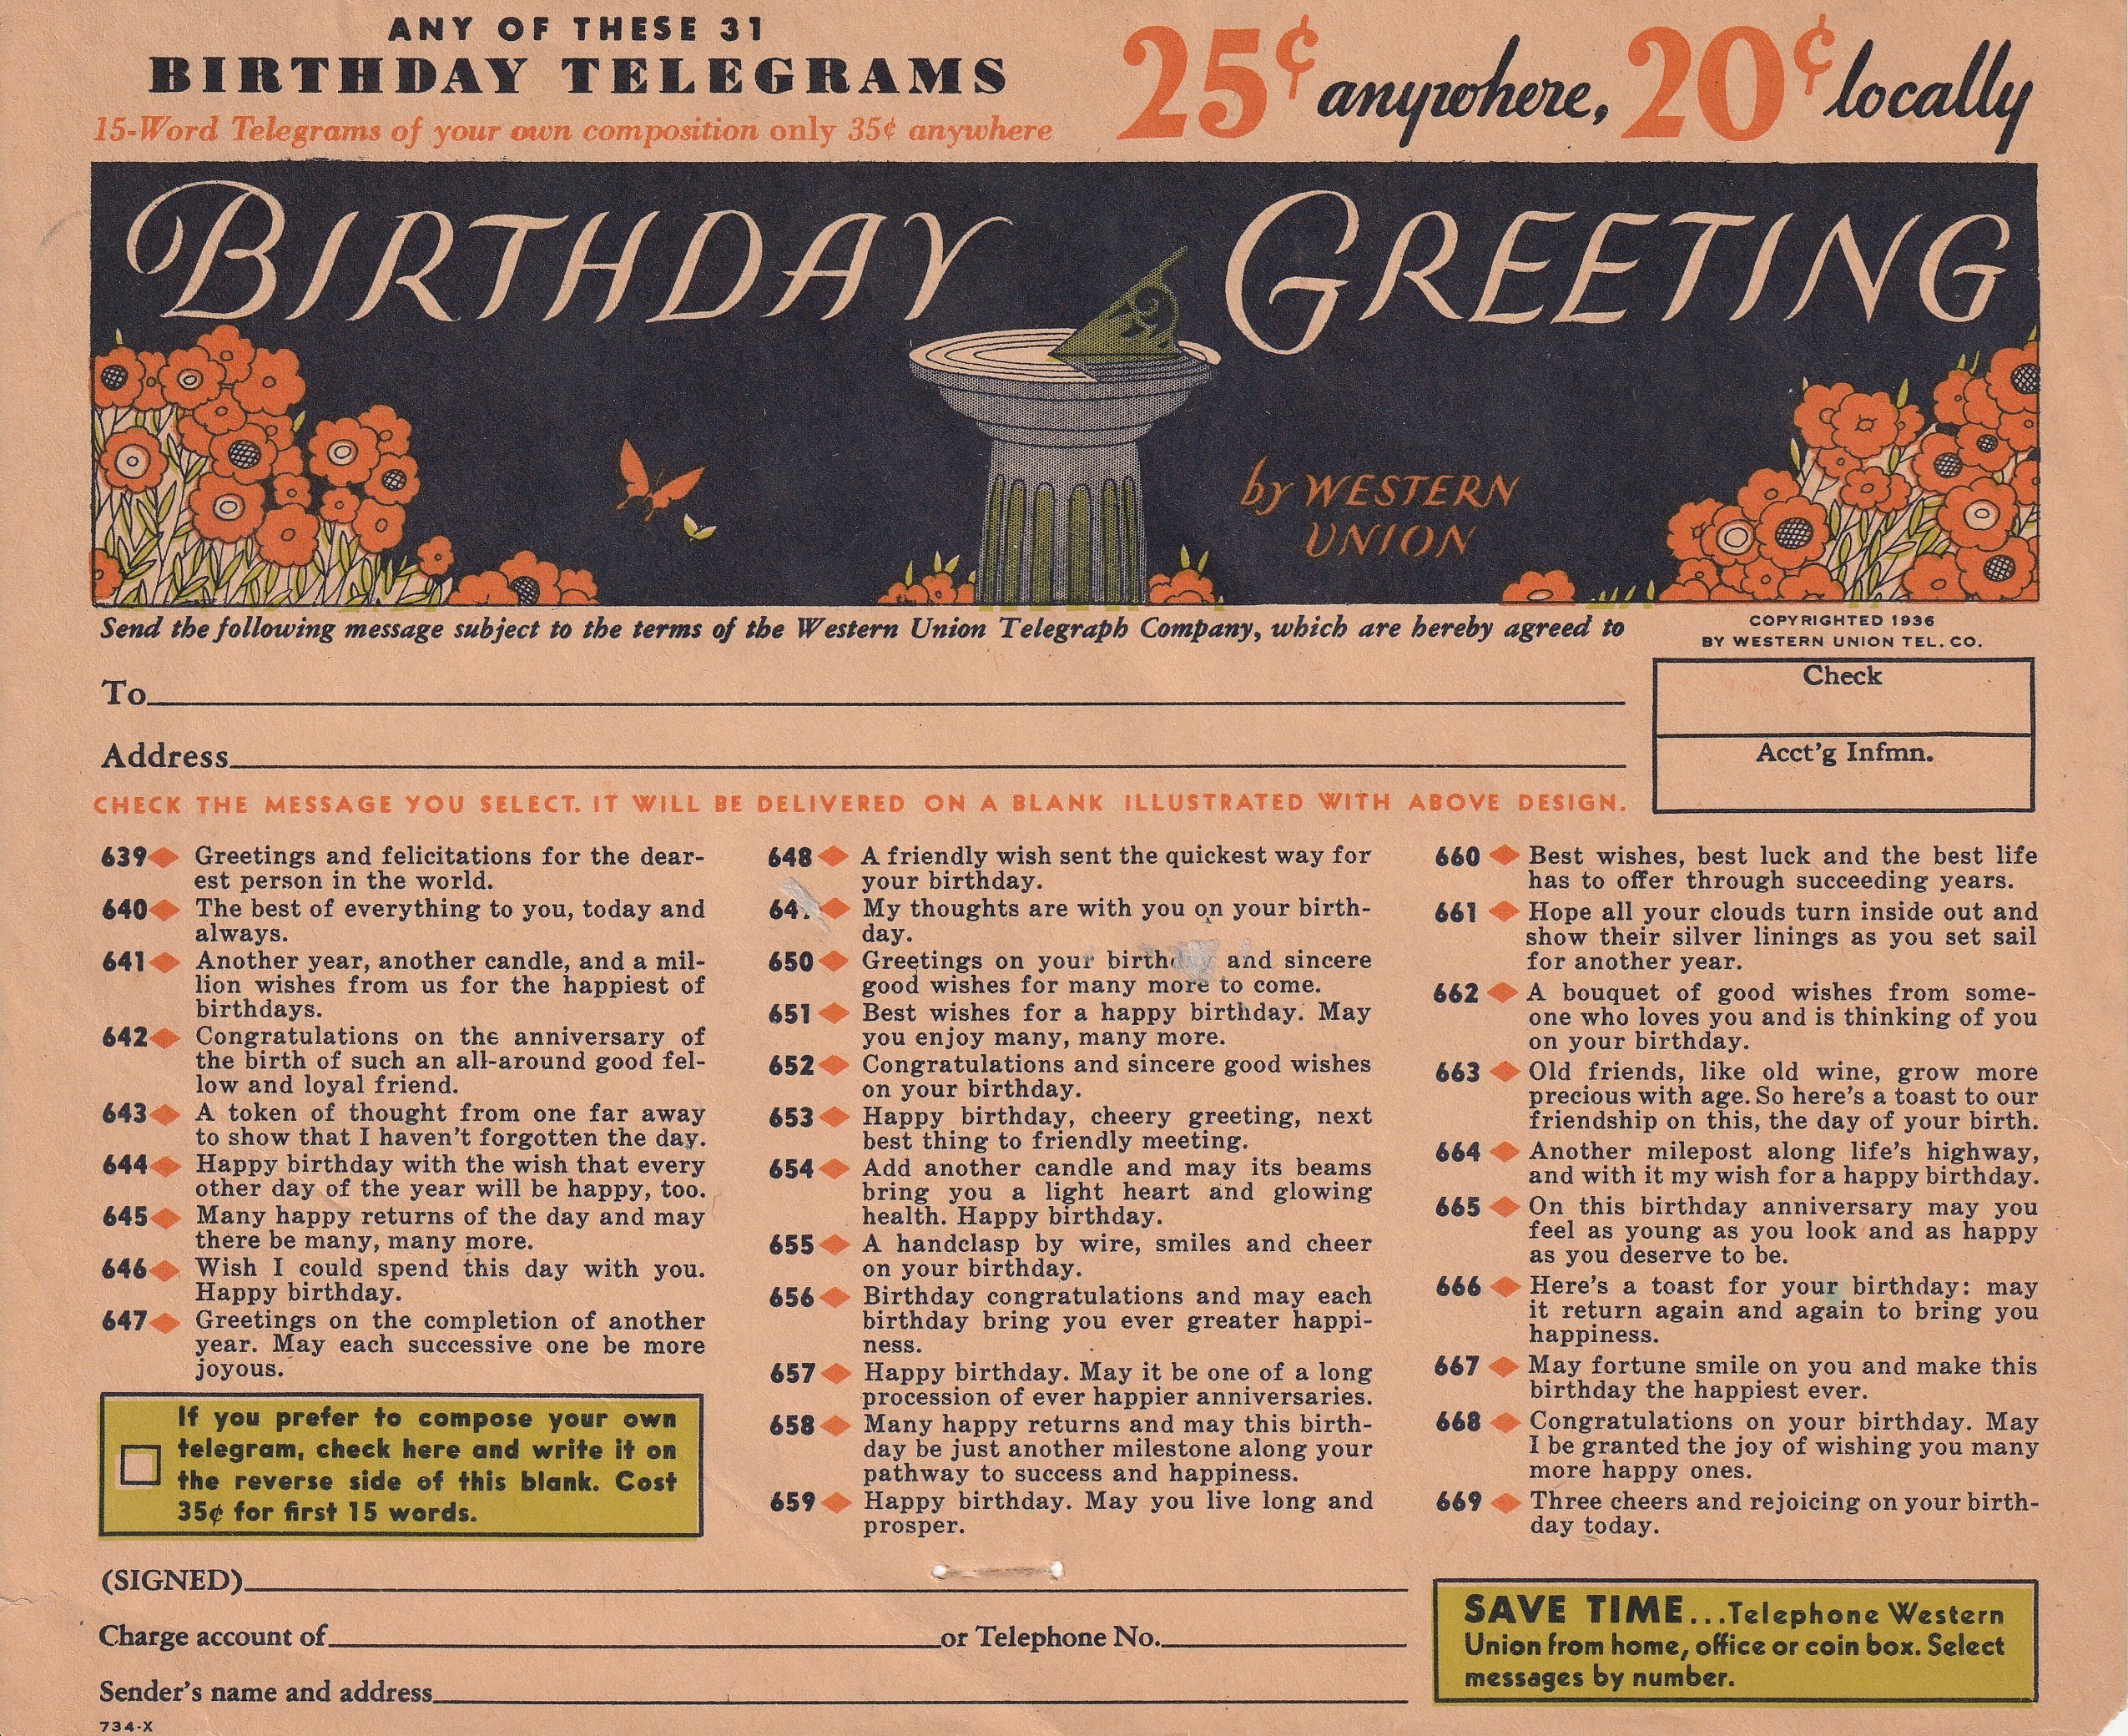 ANY OF THESE 31
BIRTHDAY TELEGRAMS
15-Word Telegrams of your own composition only 35¢ anywhere
25¢ anywhere, 20¢ locally
BIRTHDAY GREETING
by WESTERN
UNION
Send the following message subject to the terms of the Western Union Telegraph Company, which are hereby agreed to
COPYRIGHTED 1936
BY WESTERN UNION TEL. CO.
To
Address
Check
Acct'g Infmn.
CHECK THE MESSAGE YOU SELECT. IT WILL BE DELIVERED ON A BLANK ILLUSTRATED WITH ABOVE DESIGN.
639 Greetings and felicitations for the dear-
est person in the world.
640 The best of everything to you, today and
always.
641 Another year, another candle, and a mil-
lion wishes from us for the happiest of
birthdays.
642 Congratulations on the anniversary of
the birth of such an all-around good fel-
low and loyal friend.
643 A token of thought from one far away
to show that I haven't forgotten the day.
644 Happy birthday with the wish that every
other day of the year will be happy, too.
645 Many happy returns of the day and may
there be many, many more.
646 Wish I could spend this day with you.
Happy birthday.
647 Greetings on the completion of another
year. May each successive one be more
joyous.
If you prefer to compose your own
telegram, check here and write it on
the reverse side of this blank. Cost
35¢ for first 15 words.
648 A friendly wish sent the quickest way for
your birthday.
My thoughts are with you on your birth-
day.
650 Greetings on your birthday and sincere
good wishes for many more to come.
651 Best wishes for a happy birthday. May
you enjoy many, many more.
652 Congratulations and sincere good wishes
on your birthday.
653 Happy birthday, cheery greeting, next
best thing to friendly meeting.
654 Add another candle and may its beams
bring you a light heart and glowing
health. Happy birthday.
655 A handclasp by wire, smiles and cheer
on your birthday.
656 Birthday congratulations and may each
birthday bring you ever greater happi-
ness.
657 Happy birthday. May it be one of a long
procession of ever happier anniversaries.
658 Many happy returns and may this birth-
day be just another milestone along your
pathway to success and happiness.
659 Happy birthday. May you live long and
prosper.
660 Best wishes, best luck and the best life
has to offer through succeeding years.
661 Hope all your clouds turn inside out and
show their silver linings as you set sail
for another year.
662 A bouquet of good wishes from some-
one who loves you and is thinking of you
on your birthday.
663 Old friends, like old wine, grow more
precious with age. So here's a toast to our
friendship on this, the day of your birth.
664 Another milepost along life's highway,
and with it my wish for a happy birthday.
665 On this birthday anniversary may you
feel as young as you look and as happy
as you deserve to be.
666 Here's a toast for your birthday: may
it return again and again to bring you
happiness.
667 May fortune smile on you and make this
birthday the happiest ever.
668 Congratulations on your birthday. May
I be granted the joy of wishing you many
more happy ones.
669 Three cheers and rejoicing on your birth-
day today.
(SIGNED)
Charge account of or Telephone No.
Sender's name and address
SAVE TIME...Telephone Western
Union from home, office or coin box. Select
messages by number.
734-X